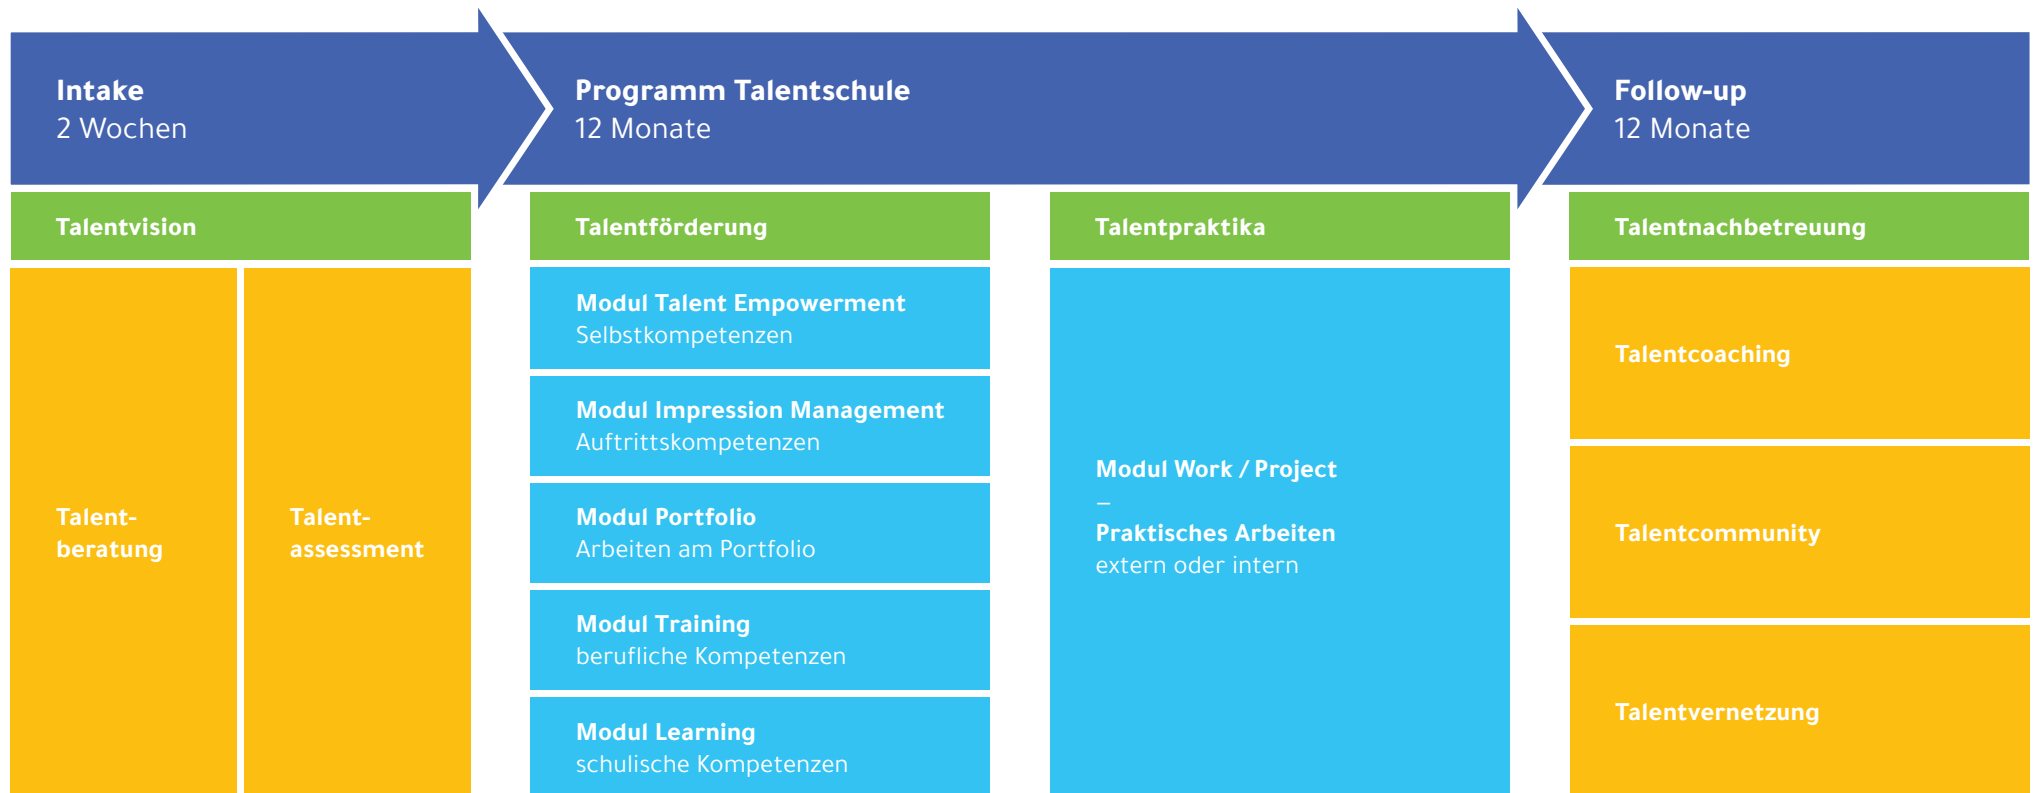 Intake
2 Wochen
Programm Talentschule
12 Monate
Follow-up
12 Monate
Talentvision
Talent-
beratung
Talent-
assessment
Talentförderung
Modul Talent Empowerment
Selbstkompetenzen
Modul Impression Management
Auftrittskompetenzen
Modul Portfolio
Arbeiten am Portfolio
Modul Training
berufliche Kompetenzen
Modul Learning
schulische Kompetenzen
Talentpraktika
Modul Work / Project
–
Praktisches Arbeiten
extern oder intern
Talentnachbetreuung
Talentcoaching
Talentcommunity
Talentvernetzung